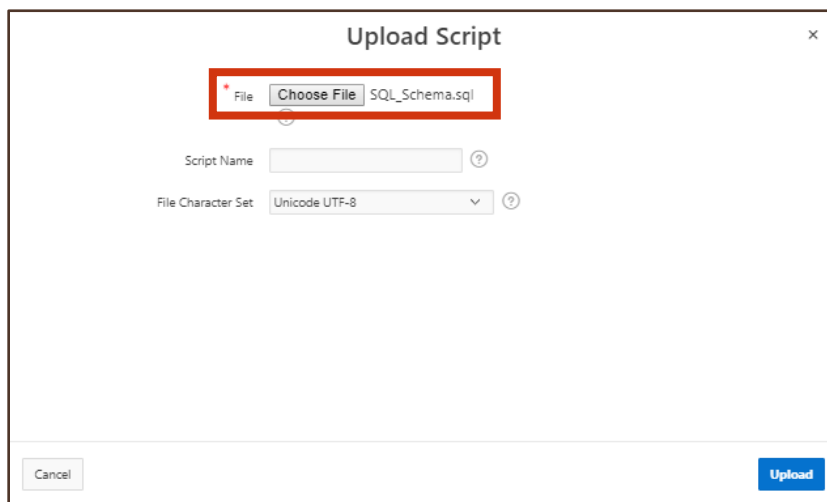 Upload Script
×
* File Choose File SQL_Schema.sql
?
Script Name ?
File Character Set Unicode UTF-8 ?
Cancel Upload